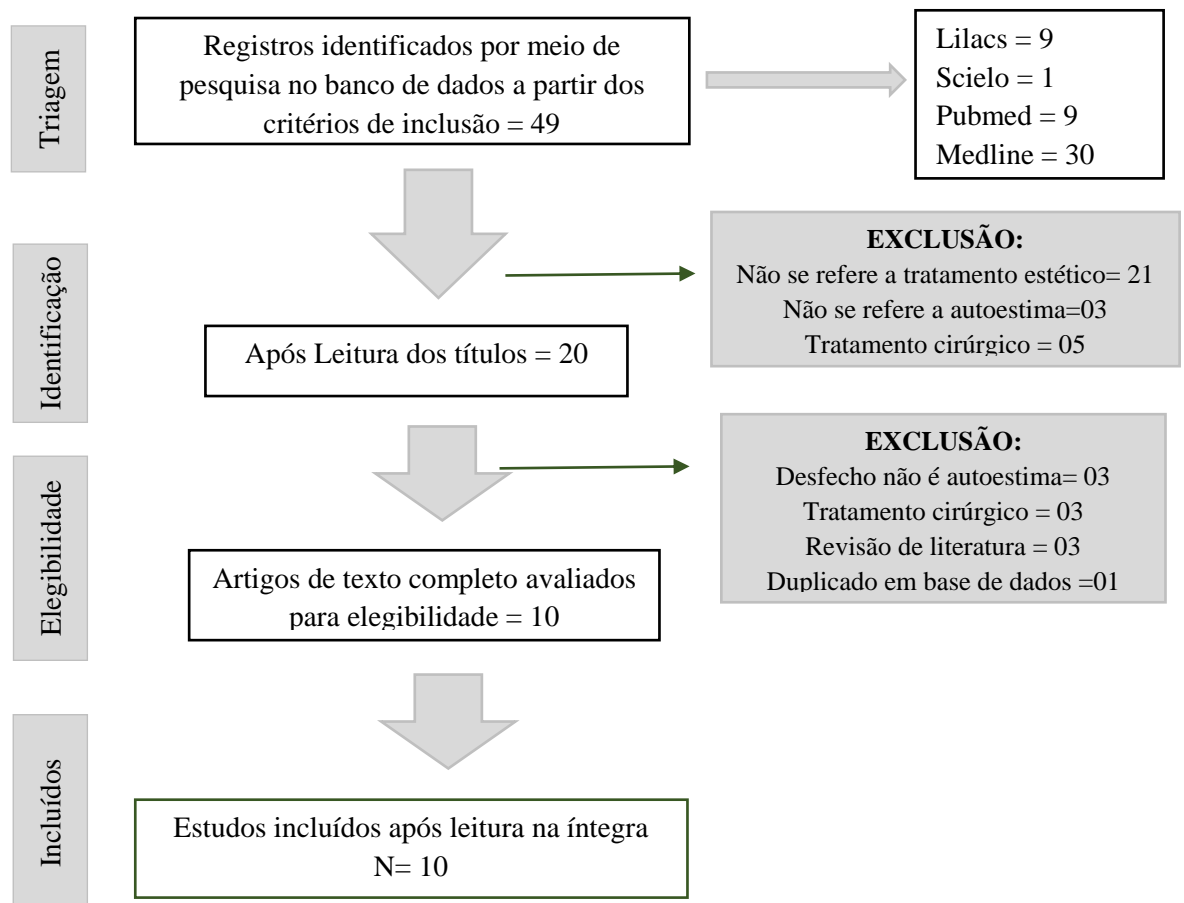 Triagem
Registros identificados por meio de
pesquisa no banco de dados a partir dos
critérios de inclusão = 49
Lilacs = 9
Scielo = 1
Pubmed = 9
Medline = 30
Identificação
Após Leitura dos títulos = 20
EXCLUSÃO:
Não se refere a tratamento estético= 21
Não se refere a autoestima=03
Tratamento cirúrgico = 05
Elegibilidade
Artigos de texto completo avaliados
para elegibilidade = 10
EXCLUSÃO:
Desfecho não é autoestima= 03
Tratamento cirúrgico = 03
Revisão de literatura = 03
Duplicado em base de dados =01
Incluídos
Estudos incluídos após leitura na íntegra
N= 10